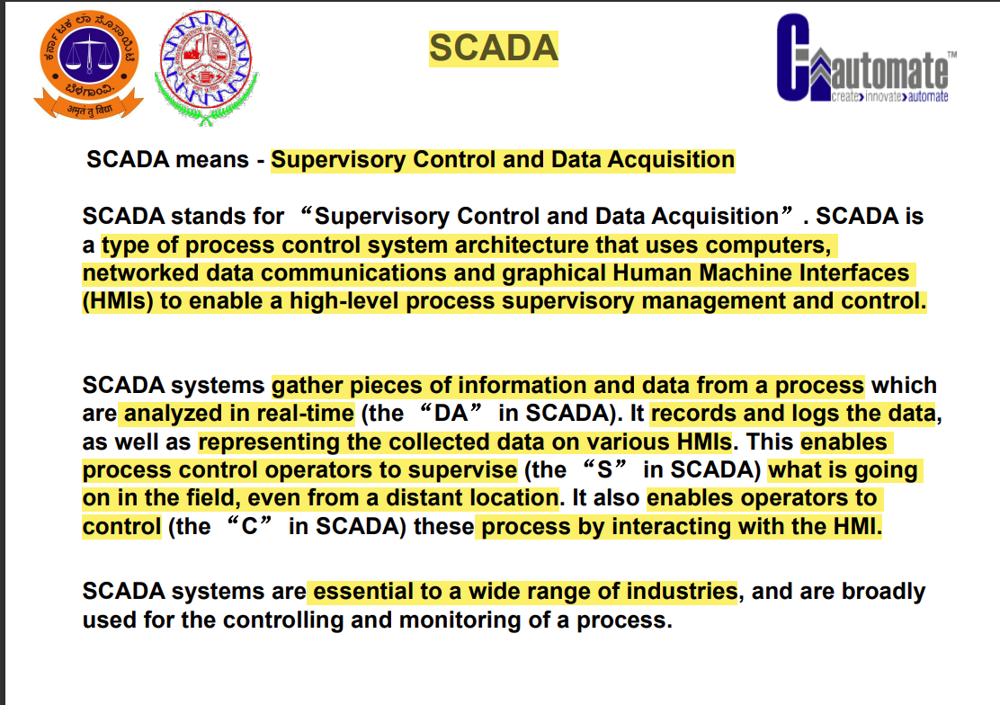 ಕರ್ನಾಟಕ ಲಾ ಸೊಸಾಯಿಟಿ
ಬೆಳಗಾಂವಿ.
अमृतं तु विद्या
SCADA
automate™
create>innovate>automate
SCADA means - Supervisory Control and Data Acquisition
SCADA stands for “Supervisory Control and Data Acquisition”. SCADA is
a type of process control system architecture that uses computers,
networked data communications and graphical Human Machine Interfaces
(HMIs) to enable a high-level process supervisory management and control.
SCADA systems gather pieces of information and data from a process which
are analyzed in real-time (the “DA” in SCADA). It records and logs the data,
as well as representing the collected data on various HMIs. This enables
process control operators to supervise (the “S” in SCADA) what is going
on in the field, even from a distant location. It also enables operators to
control (the “C” in SCADA) these process by interacting with the HMI.
SCADA systems are essential to a wide range of industries, and are broadly
used for the controlling and monitoring of a process.